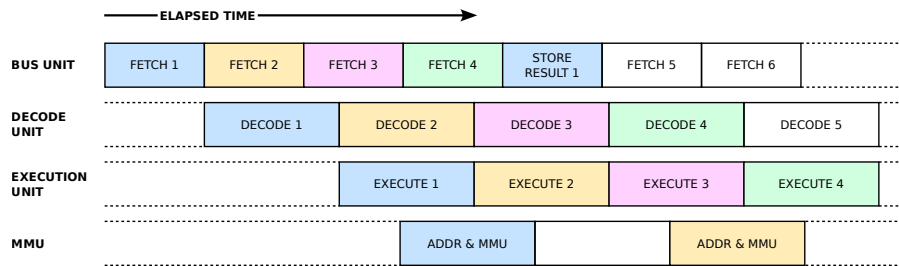 ELAPSED TIME
BUS UNIT
FETCH 1
FETCH 2
FETCH 3
FETCH 4
STORE
RESULT 1
FETCH 5
FETCH 6
DECODE
UNIT
DECODE 1
DECODE 2
DECODE 3
DECODE 4
DECODE 5
EXECUTION
UNIT
EXECUTE 1
EXECUTE 2
EXECUTE 3
EXECUTE 4
MMU
ADDR & MMU
ADDR & MMU